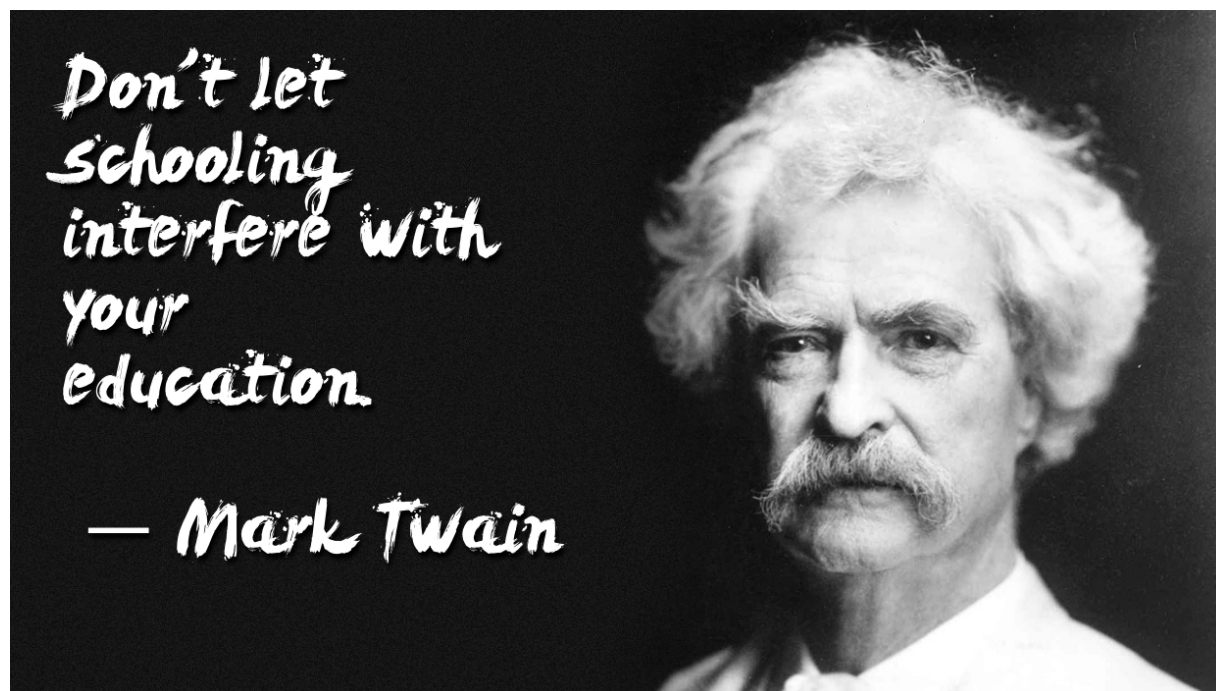 Don't let
schooling
interfere with
your
education.
— Mark Twain